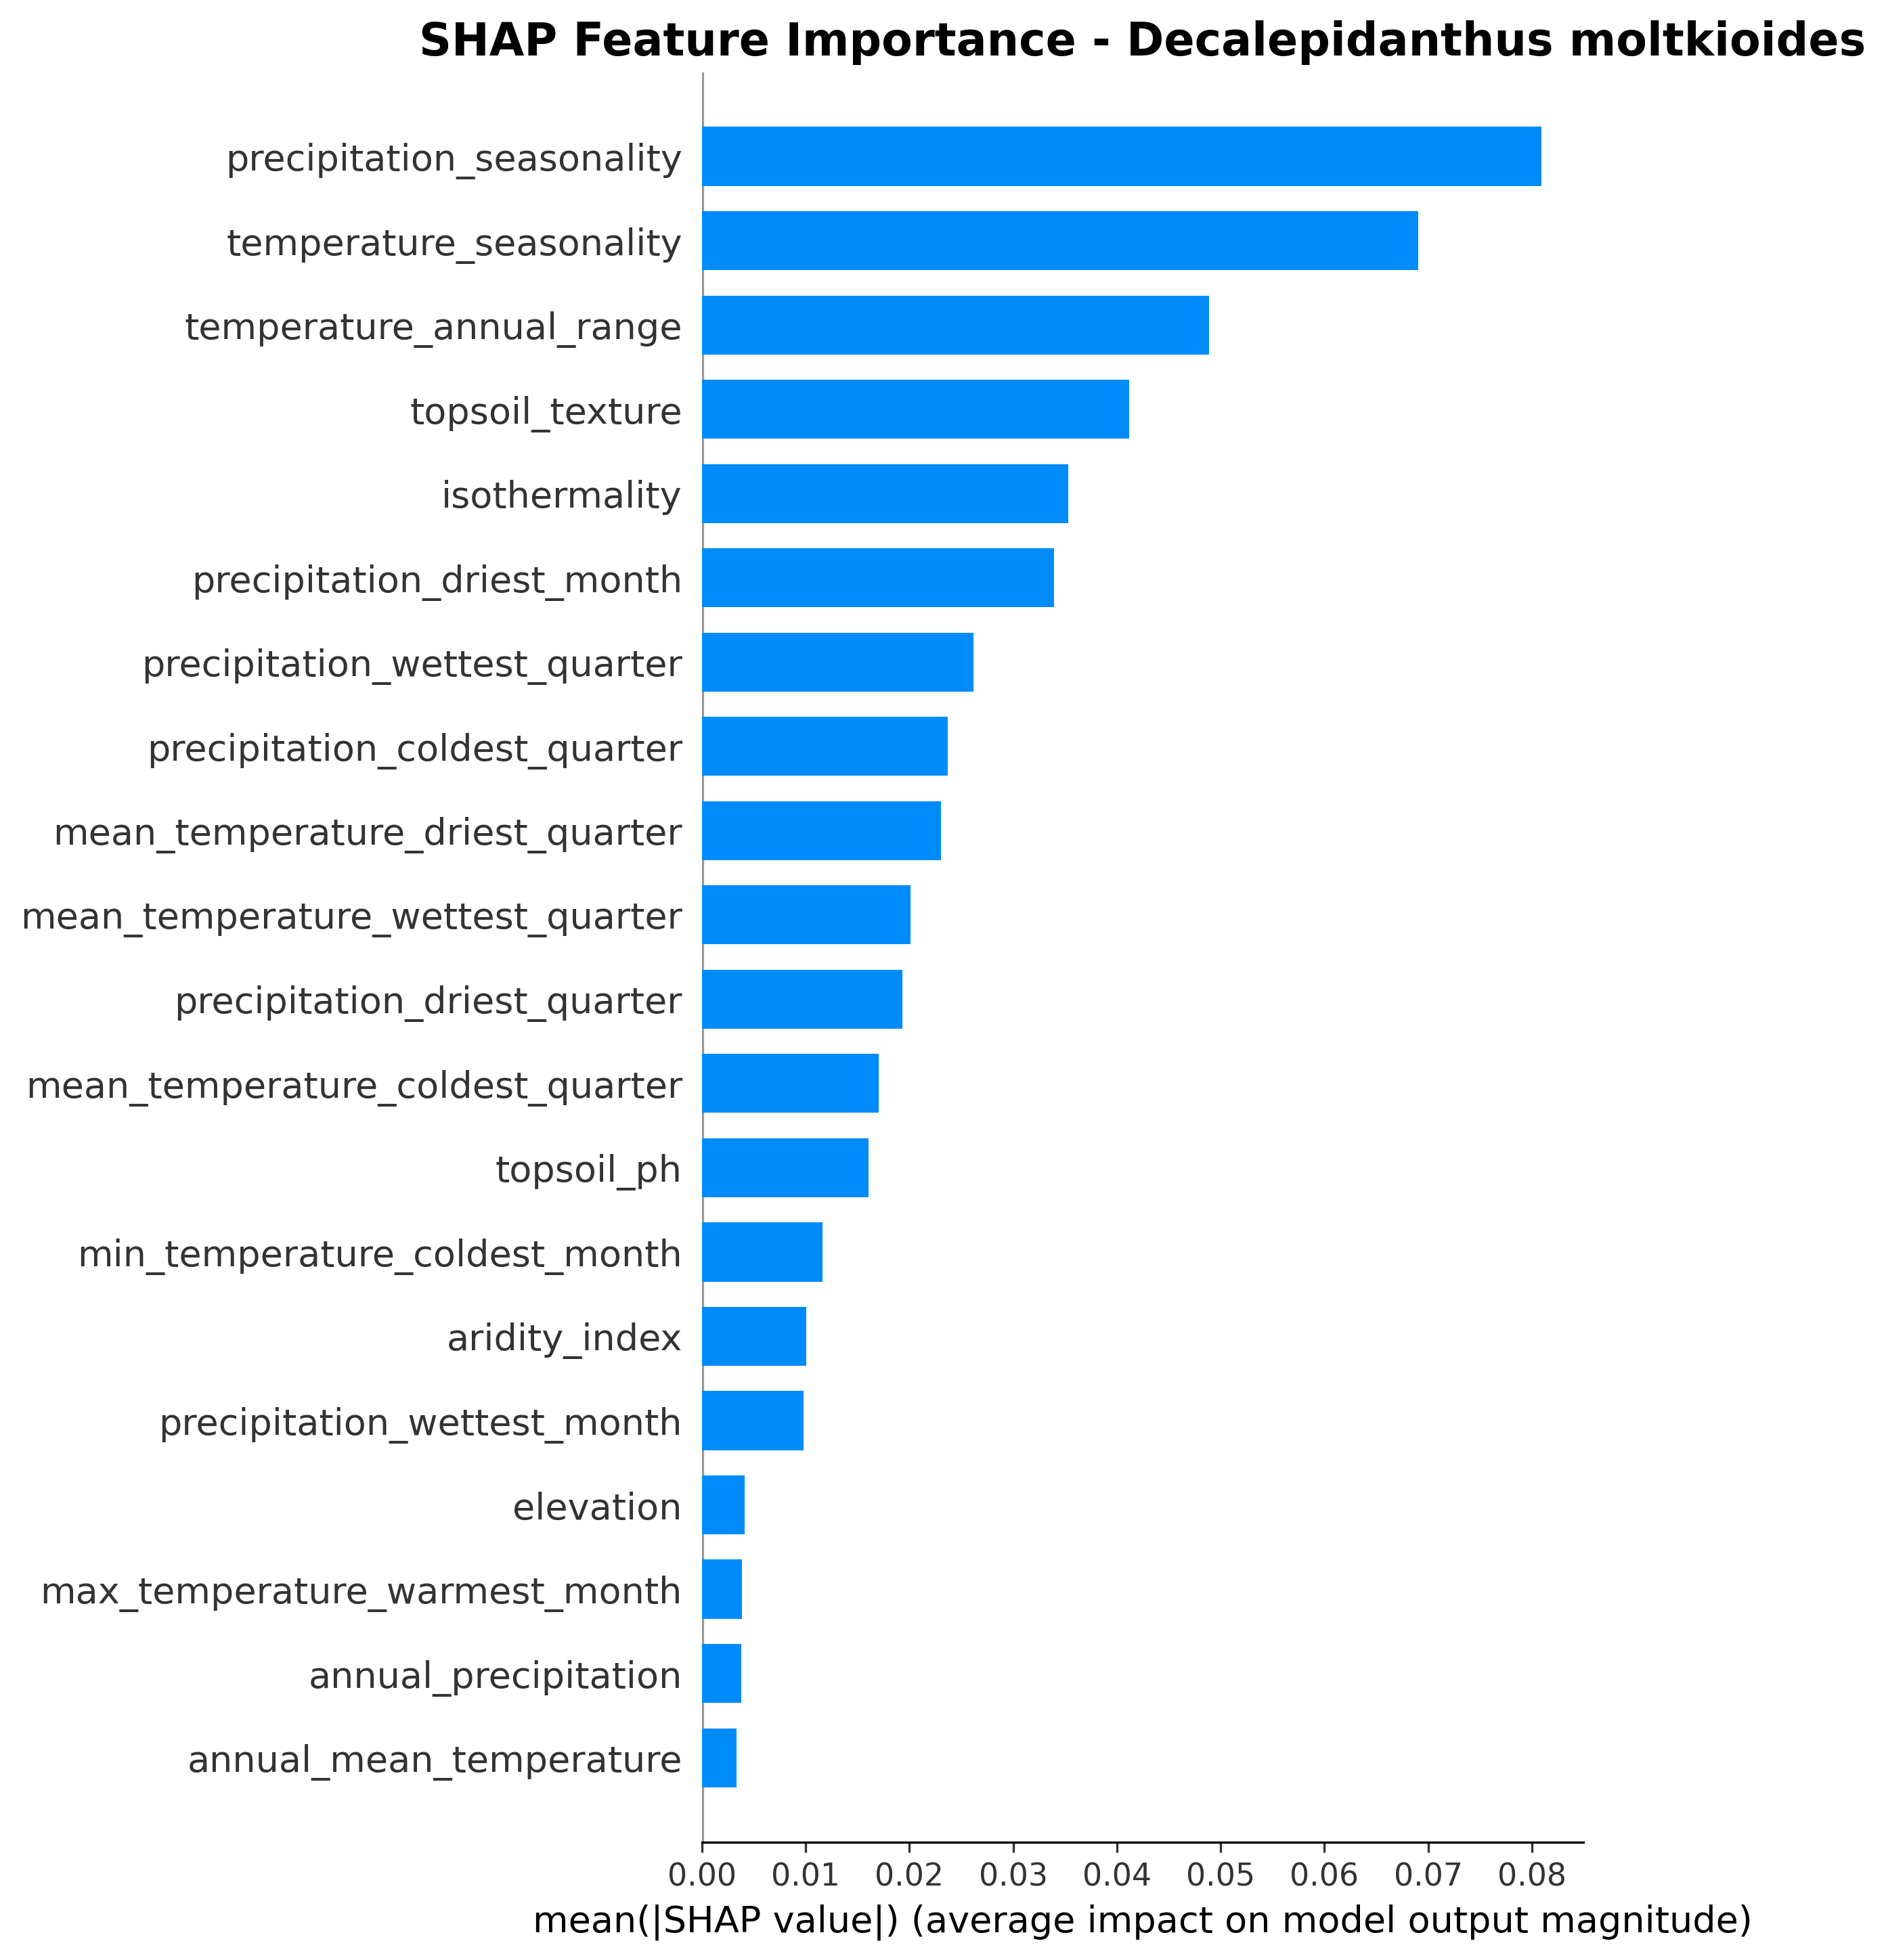 SHAP Feature Importance - Decalepidanthus moltkioides
precipitation_seasonality
temperature_seasonality
temperature_annual_range
topsoil_texture
isothermality
precipitation_driest_month
precipitation_wettest_quarter
precipitation_coldest_quarter
mean_temperature_driest_quarter
mean_temperature_wettest_quarter
precipitation_driest_quarter
mean_temperature_coldest_quarter
topsoil_ph
min_temperature_coldest_month
aridity_index
precipitation_wettest_month
elevation
max_temperature_warmest_month
annual_precipitation
annual_mean_temperature
0.00 0.01 0.02 0.03 0.04 0.05 0.06 0.07 0.08
mean(|SHAP value|) (average impact on model output magnitude)